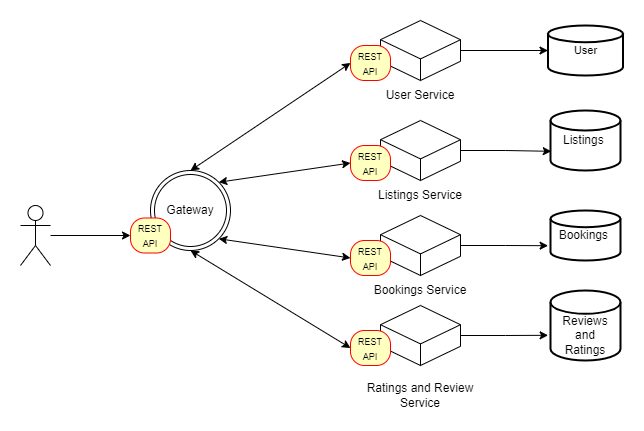 REST
API
User
User Service
REST
API
Listings
Listings Service
Gateway
REST
API
REST
API
Bookings
Bookings Service
REST
API
Reviews
and
Ratings
Ratings and Review
Service